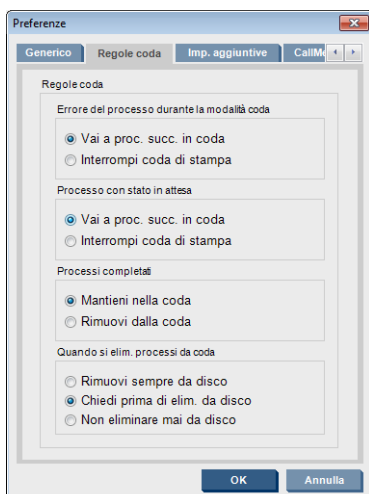 Preferenze
Generico Regole coda Imp. aggiuntive
Regole coda
Errore del processo durante la modalità coda
Vai a proc. succ. in coda
Interrompi coda di stampa
Processo con stato in attesa
Vai a proc. succ. in coda
Interrompi coda di stampa
Processi completati
Mantieni nella coda
Rimuovi dalla coda
Quando si elim. processi da coda
Rimuovi sempre da disco
Chiedi prima di elim. da disco
Non eliminare mai da disco
OK Annulla